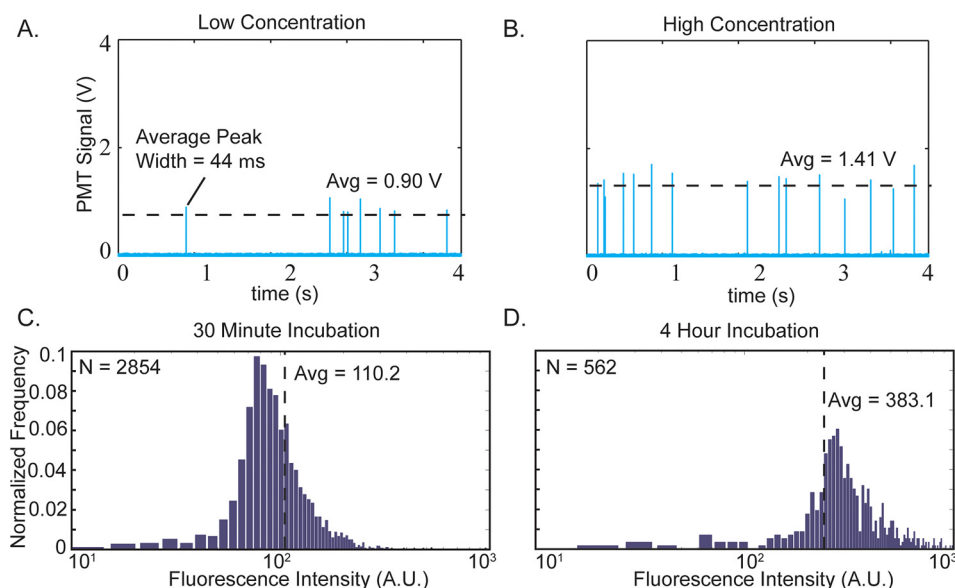 A.
Low Concentration
B.
High Concentration
4
2
0
PMT Signal (V)
Average Peak
Width = 44 ms
Avg = 0.90 V
Avg = 1.41 V
0 1 2 3 4
time (s)
0 1 2 3 4
time (s)
C.
30 Minute Incubation
D.
4 Hour Incubation
0.1
0.08
0.06
0.04
0.02
0
Normalized Frequency
N = 2854
Avg = 110.2
N = 562
Avg = 383.1
10¹ 10² 10³
Fluorescence Intensity (A.U.)
10¹ 10² 10³
Fluorescence Intensity (A.U.)